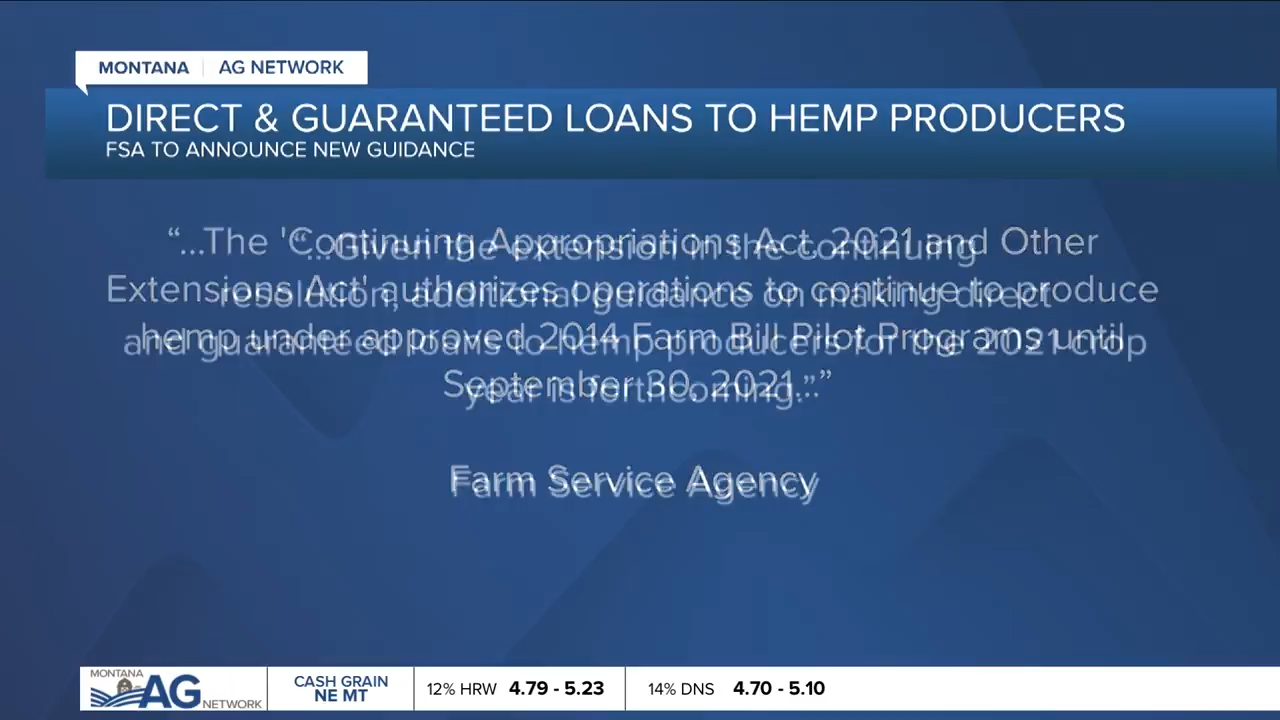 MONTANA | AG NETWORK
DIRECT & GUARANTEED LOANS TO HEMP PRODUCERS
FSA TO ANNOUNCE NEW GUIDANCE
“...The 'Continuing Appropriations Act, 2021 and Other
Extensions Act' authorizes operations to continue to produce
hemp under approved 2014 Farm Bill Pilot Programs until
September 30, 2021...”
Farm Service Agency
“...Given the extension in the continuing
resolution, additional guidance on making direct
and guaranteed loans to hemp producers for the 2021 crop
year is forthcoming.”
Farm Service Agency
MONTANA
AG
NETWORK
CASH GRAIN
NE MT
12% HRW 4.79 - 5.23
14% DNS 4.70 - 5.10